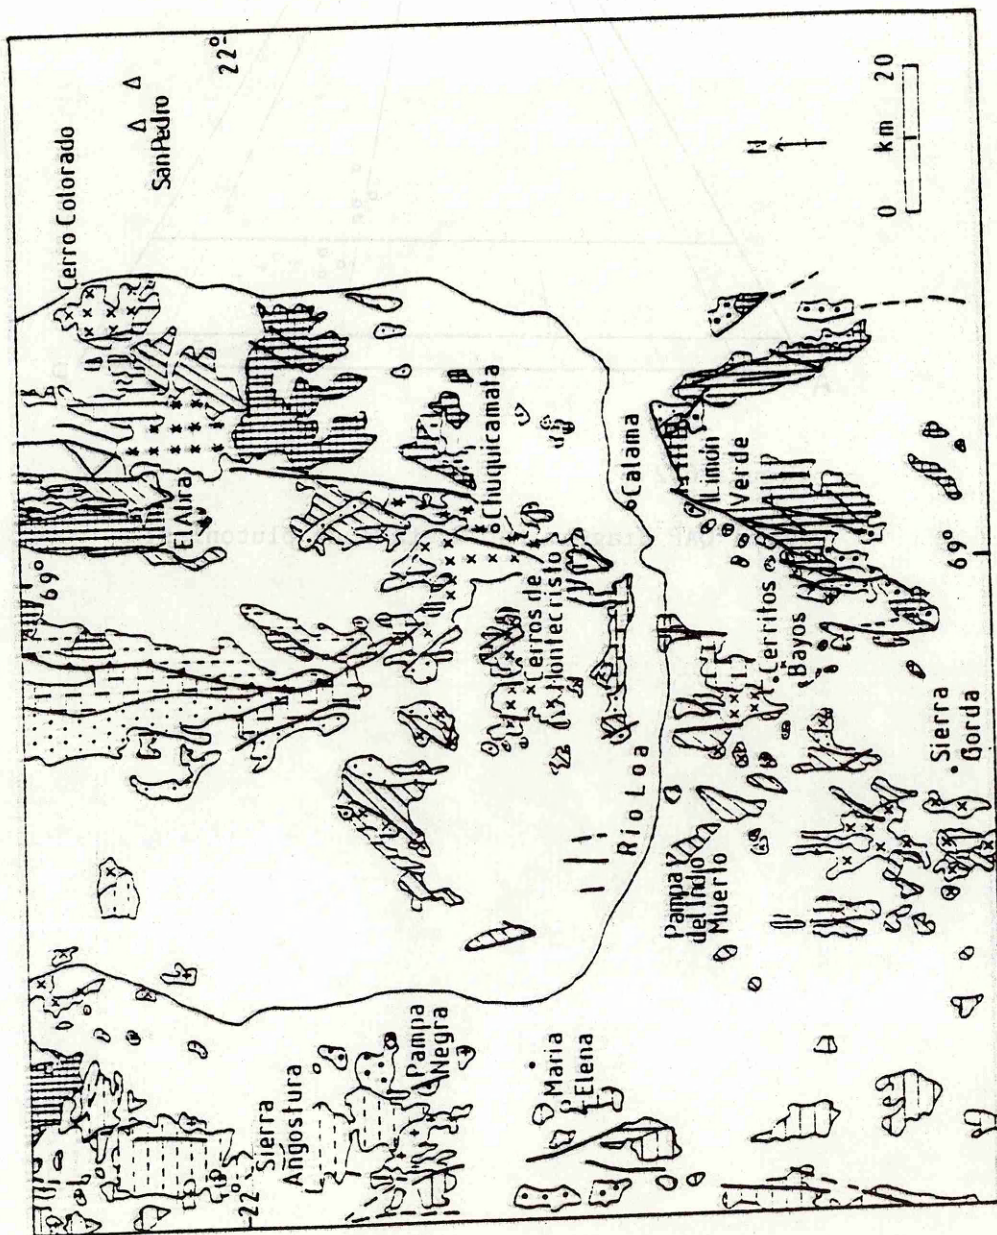 Cerro Colorado
San Pedro
22°
69°
El Abra
Chuquicamata
Cerros de
Montecristo
Calama
Limón
Verde
Cerritos
Bayos
69°
Río Loa
Pampa
del Indio
Muerto
Sierra
Gorda
Sierra
Angostura
22°
Pampa
Negra
Maria
Elena
N
0 km 20